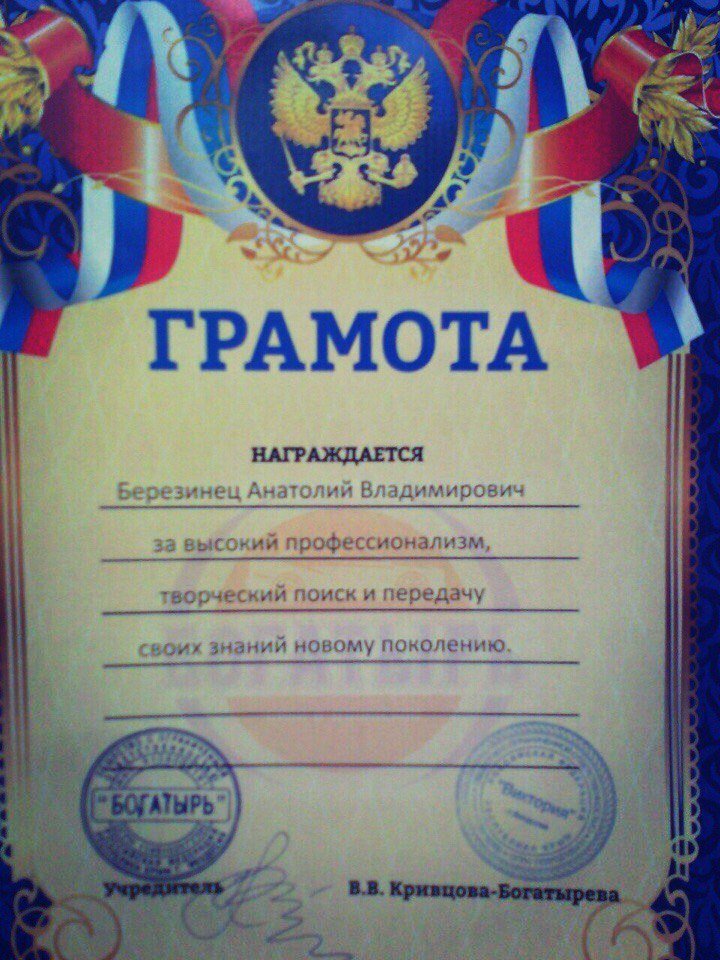 ГРАМОТА
НАГРАЖДАЕТСЯ
Березинец Анатолий Владимирович
за высокий профессионализм,
творческий поиск и передачу
своих знаний новому поколению.
БОГАТЫРЬ
"БОГАТЫРЬ"
"Виктория"
Учредитель
В.В. Кривцова-Богатырева